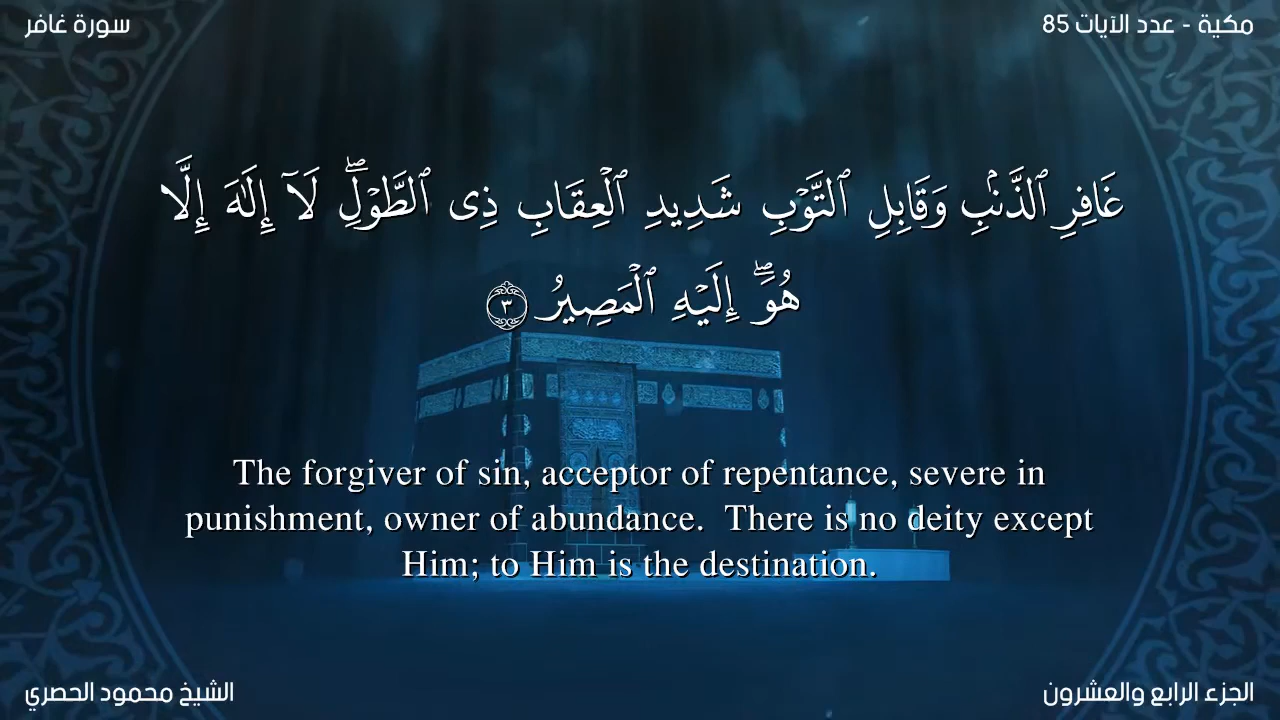 سورة غافر
مكية - عدد الآيات 85
غَافِرِ ٱلذَّنۢبِ وَقَابِلِ ٱلتَّوْبِ شَدِيدِ ٱلْعِقَابِ ذِى ٱلطَّوْلِ ۖ لَآ إِلَٰهَ إِلَّا
هُوَ ۖ إِلَيْهِ ٱلْمَصِيرُ ٣
The forgiver of sin, acceptor of repentance, severe in
punishment, owner of abundance. There is no deity except
Him; to Him is the destination.
الشيخ محمود الحصري
الجزء الرابع والعشرون